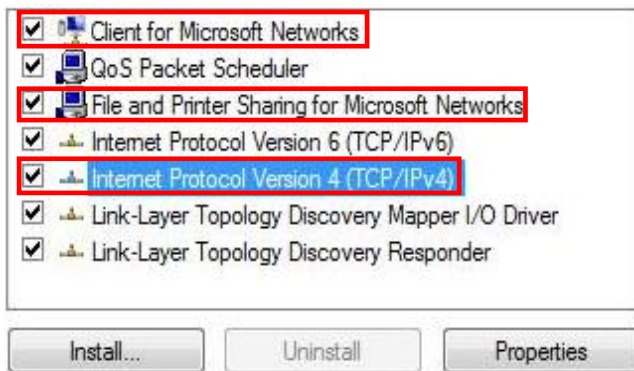 Client for Microsoft Networks
QoS Packet Scheduler
File and Printer Sharing for Microsoft Networks
Internet Protocol Version 6 (TCP/IPv6)
Internet Protocol Version 4 (TCP/IPv4)
Link-Layer Topology Discovery Mapper I/O Driver
Link-Layer Topology Discovery Responder
Install... Uninstall Properties